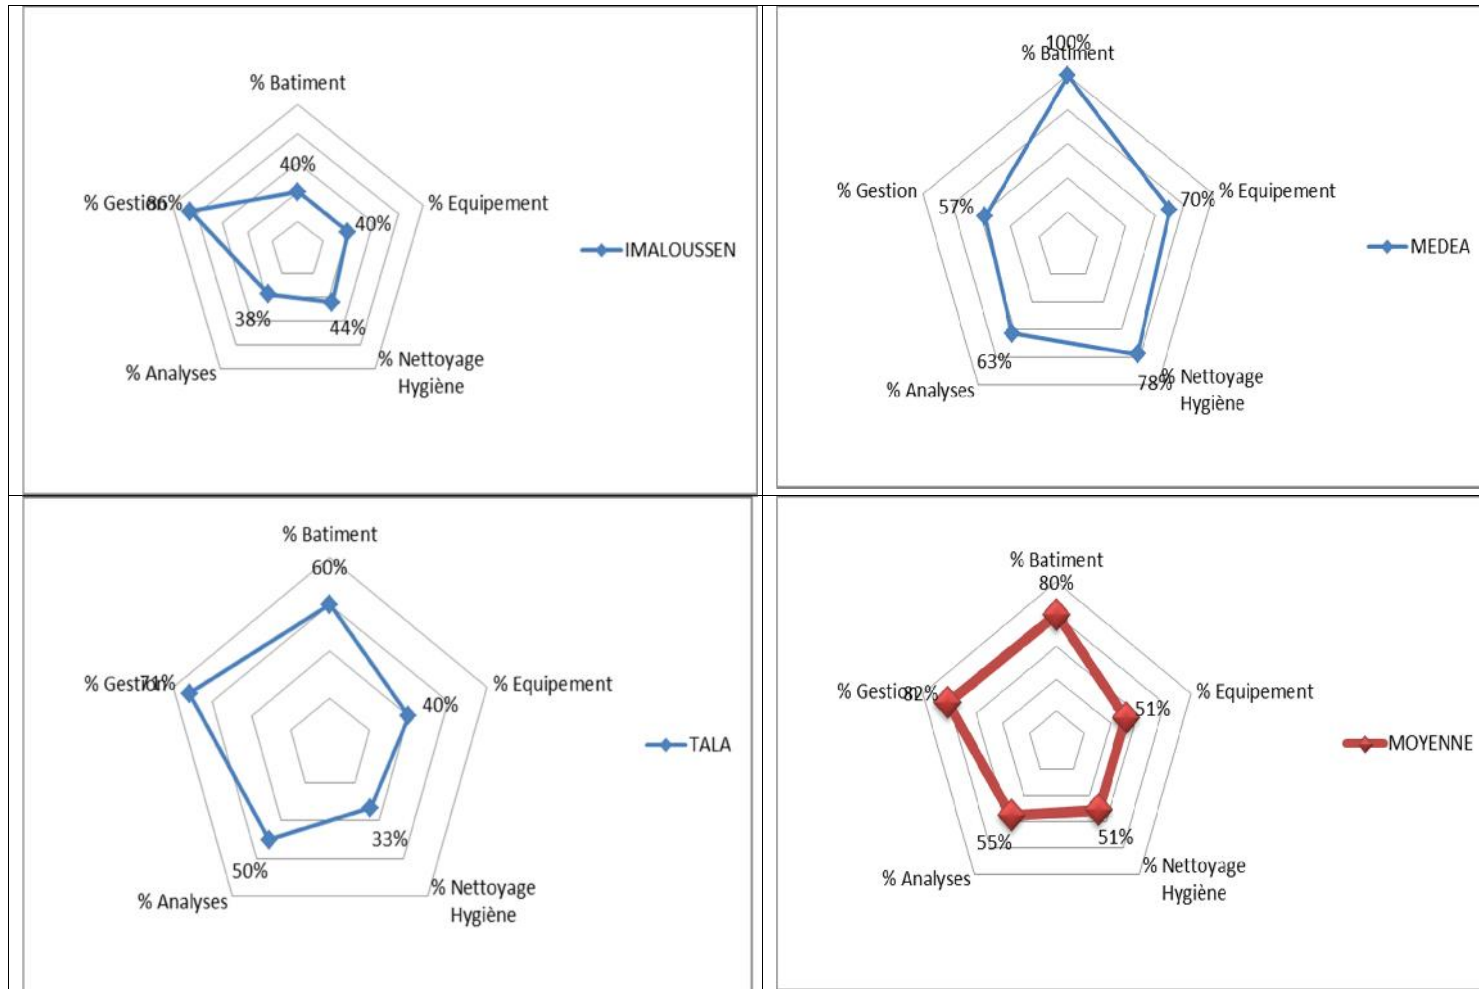 % Batiment
40%
% Gestion 86%
% Equipement
40%
IMALOUSSEN
38%
44%
% Analyses
% Nettoyage
Hygiène
100%
% Batiment
% Gestion
57%
70%
% Equipement
MEDEA
63%
78%
% Nettoyage
% Analyses
Hygiène
% Batiment
60%
% Gestion 71%
% Equipement
40%
TALA
33%
50%
% Analyses
% Nettoyage
Hygiène
% Batiment
80%
% Gestion 82%
% Equipement
51%
MOYENNE
55%
51%
% Analyses
% Nettoyage
Hygiène